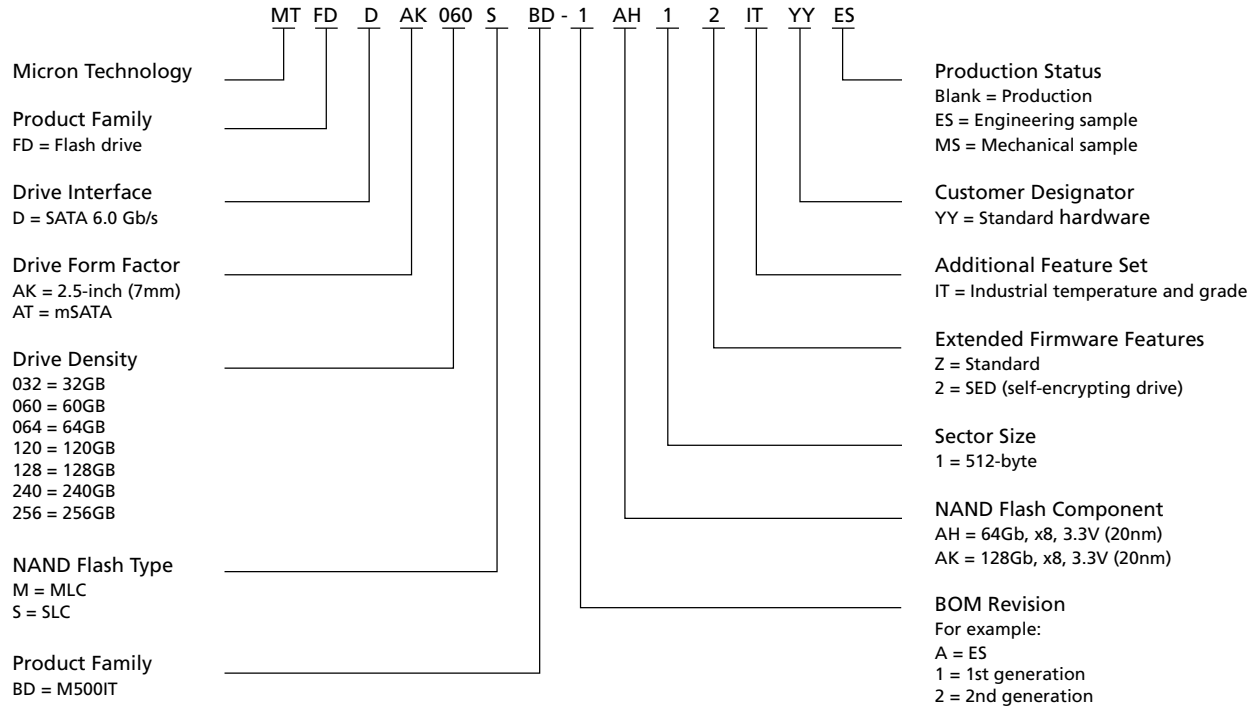 MT FD D AK 060 S BD - 1 AH 1 2 IT YY ES
Micron Technology
Product Family
FD = Flash drive
Drive Interface
D = SATA 6.0 Gb/s
Drive Form Factor
AK = 2.5-inch (7mm)
AT = mSATA
Drive Density
032 = 32GB
060 = 60GB
064 = 64GB
120 = 120GB
128 = 128GB
240 = 240GB
256 = 256GB
NAND Flash Type
M = MLC
S = SLC
Product Family
BD = M500IT
Production Status
Blank = Production
ES = Engineering sample
MS = Mechanical sample
Customer Designator
YY = Standard hardware
Additional Feature Set
IT = Industrial temperature and grade
Extended Firmware Features
Z = Standard
2 = SED (self-encrypting drive)
Sector Size
1 = 512-byte
NAND Flash Component
AH = 64Gb, x8, 3.3V (20nm)
AK = 128Gb, x8, 3.3V (20nm)
BOM Revision
For example:
A = ES
1 = 1st generation
2 = 2nd generation